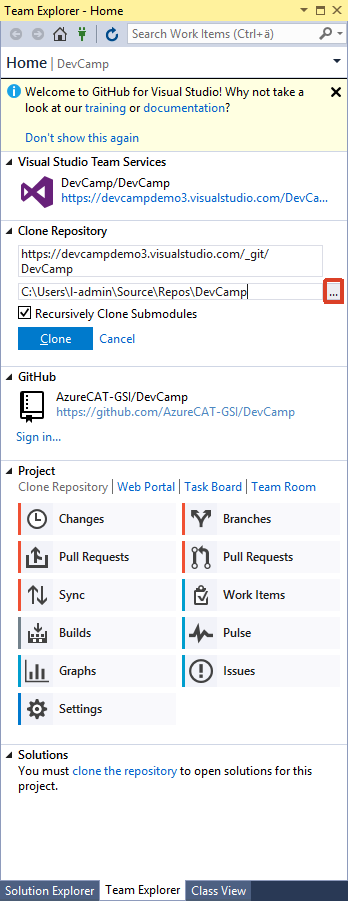 Team Explorer - Home
Search Work Items (Ctrl+ä)
Home | DevCamp
Welcome to GitHub for Visual Studio! Why not take
a look at our training or documentation?
Don't show this again
Visual Studio Team Services
DevCamp/DevCamp
https://devcampdemo3.visualstudio.com/DevCa...
Clone Repository
https://devcampdemo3.visualstudio.com/_git/
DevCamp
C:\Users\I-admin\Source\Repos\DevCamp
...
Recursively Clone Submodules
Clone Cancel
GitHub
AzureCAT-GSI/DevCamp
https://github.com/AzureCAT-GSI/DevCamp
Sign in...
Project
Clone Repository | Web Portal | Task Board | Team Room
Changes Branches
Pull Requests Pull Requests
Sync Work Items
Builds Pulse
Graphs Issues
Settings
Solutions
You must clone the repository to open solutions for this
project.
Solution Explorer Team Explorer Class View